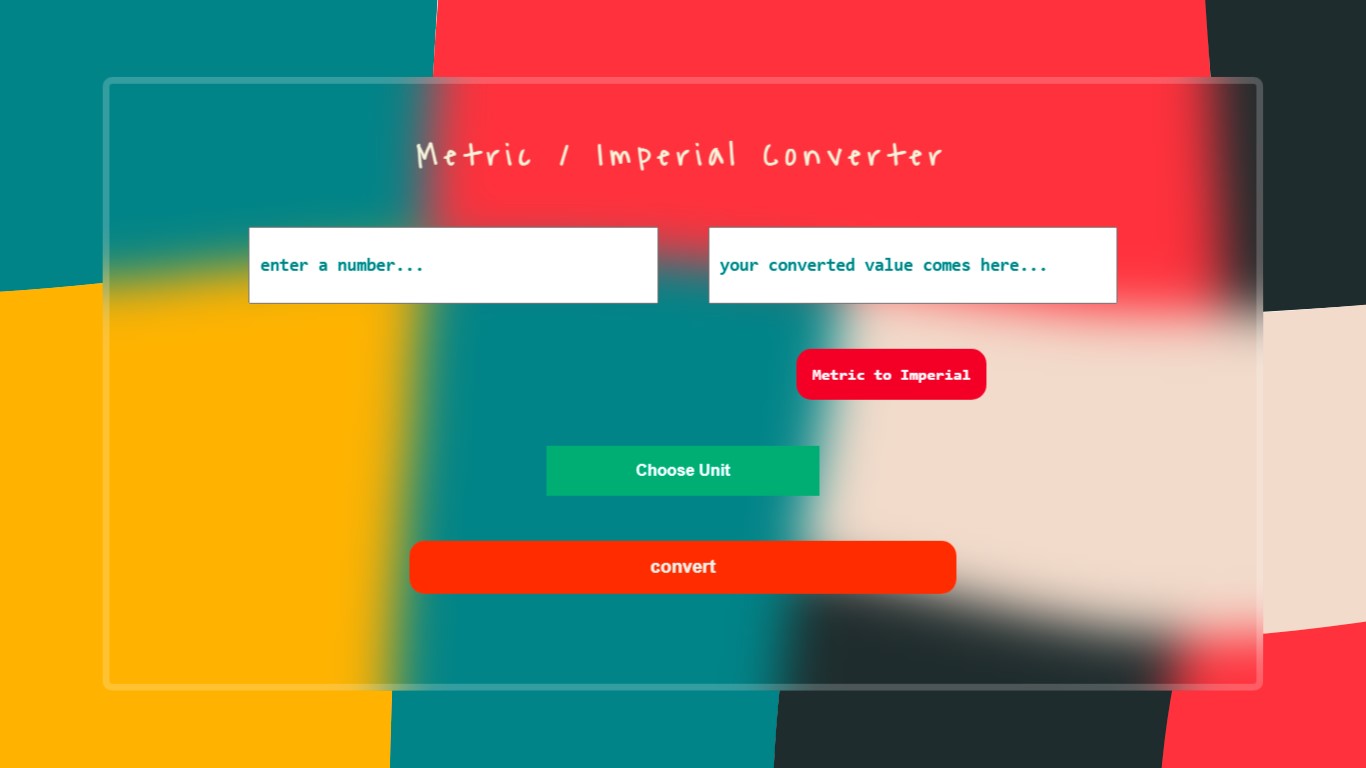 Metric / Imperial Converter
enter a number...
your converted value comes here...
Metric to Imperial
Choose Unit
convert